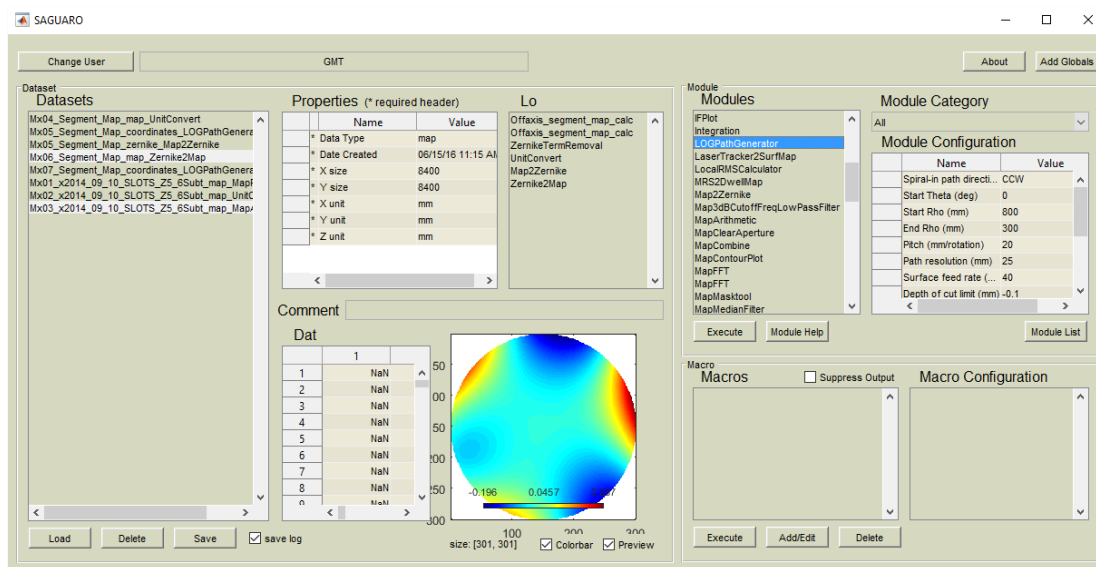 SAGUARO
Change User
GMT
About
Add Globals
Dataset
Datasets
Mx04_Segment_Map_map_UnitConvert
Mx05_Segment_Map_coordinates_LOGPathGenera
Mx05_Segment_Map_zernike_Map2Zernike
Mx06_Segment_Map_map_Zernike2Map
Mx07_Segment_Map_coordinates_LOGPathGenera
Mx01_x2014_09_10_SLOTS_Z5_6Subt_map_MapF
Mx02_x2014_09_10_SLOTS_Z5_6Subt_map_UnitC
Mx03_x2014_09_10_SLOTS_Z5_6Subt_map_MapA
Load
Delete
Save
save log
Properties (* required header)
Name Value
* Data Type map
* Date Created 06/15/16 11:15 AM
* X size 8400
* Y size 8400
* X unit mm
* Y unit mm
* Z unit mm
Lo
Offaxis_segment_map_calc
Offaxis_segment_map_calc
ZernikeTermRemoval
UnitConvert
Map2Zernike
Zernike2Map
Comment
Dat
1
1 NaN
2 NaN
3 NaN
4 NaN
5 NaN
6 NaN
7 NaN
8 NaN
9 NaN
50
00
50
200
250
300
-0.196 0.0457
100 200 300
size: [301, 301]
Colorbar
Preview
Module
Modules
IFPlot
Integration
LOGPathGenerator
LaserTracker2SurfMap
LocalRMSCalculator
MRS2DwellMap
Map2Zernike
Map3dBCutoffFreqLowPassFilter
MapArithmetic
MapClearAperture
MapCombine
MapContourPlot
MapFFT
MapFFT
MapMasktool
MapMedianFilter
Execute
Module Help
Module Category
All
Module Configuration
Name Value
Spiral-in path directi... CCW
Start Theta (deg) 0
Start Rho (mm) 800
End Rho (mm) 300
Pitch (mm/rotation) 20
Path resolution (mm) 25
Surface feed rate (... 40
Depth of cut limit (mm) -0.1
Module List
Macro
Macros
Suppress Output
Macro Configuration
Execute
Add/Edit
Delete